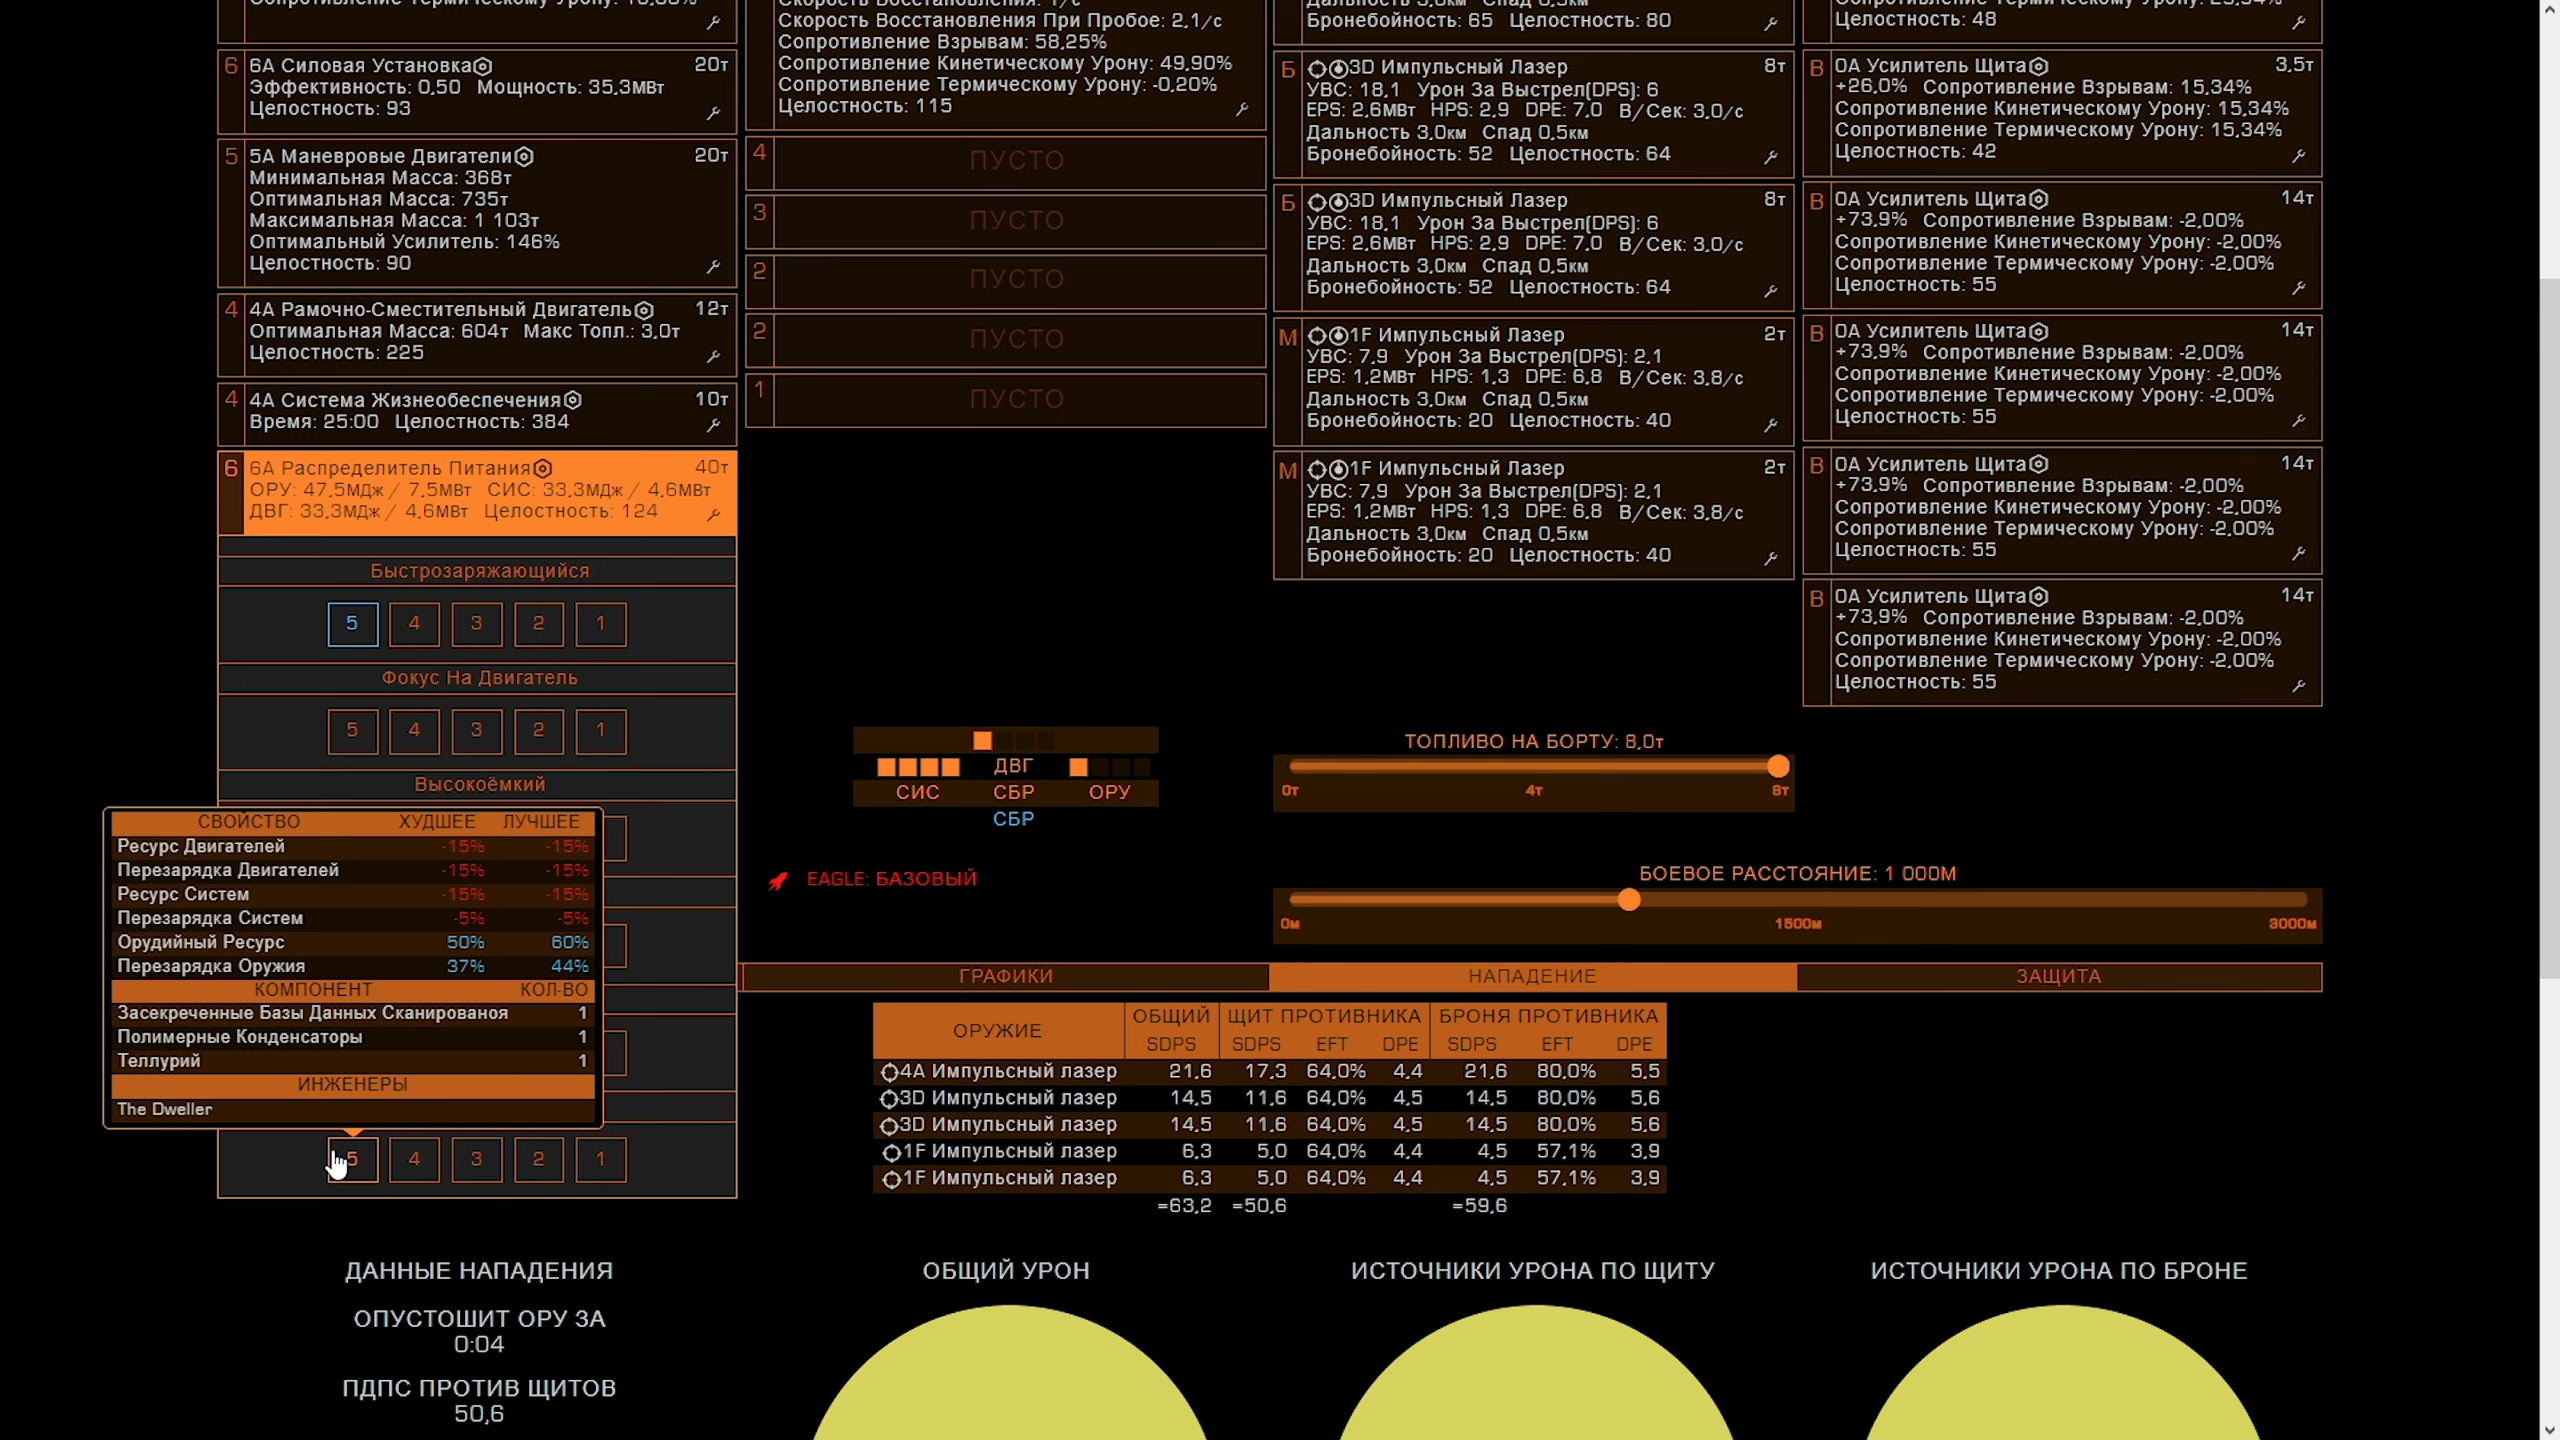 6 6А Силовая Установка 20т
Эффективность: 0,50 Мощность: 35,3МВт
Целостность: 93
5 5А Маневровые Двигатели 20т
Минимальная Масса: 368т
Оптимальная Масса: 735т
Максимальная Масса: 1 103т
Оптимальный Усилитель: 146%
Целостность: 90
4 4А Рамочно-Сместительный Двигатель 12т
Оптимальная Масса: 604т Макс Топл.: 3,0т
Целостность: 225
4 4А Система Жизнеобеспечения 10т
Время: 25:00 Целостность: 384
6 6А Распределитель Питания 40т
ОРУ: 47,5МДж / 7,5МВт СИС: 33,3МДж / 4,6МВт
ДВГ: 33,3МДж / 4,6МВт Целостность: 124
Быстрозаряжающийся
5 4 3 2 1
Фокус На Двигатель
5 4 3 2 1
Высокоёмкий
СВОЙСТВО ХУДШЕЕ ЛУЧШЕЕ
Ресурс Двигателей -15% -15%
Перезарядка Двигателей -15% -15%
Ресурс Систем -15% -15%
Перезарядка Систем -5% -5%
Орудийный Ресурс 50% 60%
Перезарядка Оружия 37% 44%
КОМПОНЕНТ КОЛ-ВО
Засекреченные Базы Данных Сканированоя 1
Полимерные Конденсаторы 1
Теллурий 1
ИНЖЕНЕРЫ
The Dweller
5 4 3 2 1
Скорость Восстановления При Пробое: 2,1/с
Сопротивление Взрывам: 58,25%
Сопротивление Кинетическому Урону: 49,90%
Сопротивление Термическому Урону: -0,20%
Целостность: 115
4 ПУСТО
3 ПУСТО
2 ПУСТО
2 ПУСТО
1 ПУСТО
Бронебойность: 65 Целостность: 80
Б 3D Импульсный Лазер 8т
УВС: 18,1 Урон За Выстрел(DPS): 6
EPS: 2,6МВт HPS: 2,9 DPE: 7,0 В/Сек: 3,0/с
Дальность 3,0км Спад 0,5км
Бронебойность: 52 Целостность: 64
Б 3D Импульсный Лазер 8т
УВС: 18,1 Урон За Выстрел(DPS): 6
EPS: 2,6МВт HPS: 2,9 DPE: 7,0 В/Сек: 3,0/с
Дальность 3,0км Спад 0,5км
Бронебойность: 52 Целостность: 64
М 1F Импульсный Лазер 2т
УВС: 7,9 Урон За Выстрел(DPS): 2,1
EPS: 1,2МВт HPS: 1,3 DPE: 6,8 В/Сек: 3,8/с
Дальность 3,0км Спад 0,5км
Бронебойность: 20 Целостность: 40
М 1F Импульсный Лазер 2т
УВС: 7,9 Урон За Выстрел(DPS): 2,1
EPS: 1,2МВт HPS: 1,3 DPE: 6,8 В/Сек: 3,8/с
Дальность 3,0км Спад 0,5км
Бронебойность: 20 Целостность: 40
Целостность: 48
В 0А Усилитель Щита 3,5т
+26,0% Сопротивление Взрывам: 15,34%
Сопротивление Кинетическому Урону: 15,34%
Сопротивление Термическому Урону: 15,34%
Целостность: 42
В 0А Усилитель Щита 14т
+73,9% Сопротивление Взрывам: -2,00%
Сопротивление Кинетическому Урону: -2,00%
Сопротивление Термическому Урону: -2,00%
Целостность: 55
В 0А Усилитель Щита 14т
+73,9% Сопротивление Взрывам: -2,00%
Сопротивление Кинетическому Урону: -2,00%
Сопротивление Термическому Урону: -2,00%
Целостность: 55
В 0А Усилитель Щита 14т
+73,9% Сопротивление Взрывам: -2,00%
Сопротивление Кинетическому Урону: -2,00%
Сопротивление Термическому Урону: -2,00%
Целостность: 55
В 0А Усилитель Щита 14т
+73,9% Сопротивление Взрывам: -2,00%
Сопротивление Кинетическому Урону: -2,00%
Сопротивление Термическому Урону: -2,00%
Целостность: 55
ДВГ
СИС СБР ОРУ
СБР
ТОПЛИВО НА БОРТУ: 8,0т
0т 4т 8т
EAGLE: БАЗОВЫЙ
БОЕВОЕ РАССТОЯНИЕ: 1 000М
0м 1500м 3000м
ГРАФИКИ НАПАДЕНИЕ ЗАЩИТА
ОРУЖИЕ ОБЩИЙ ЩИТ ПРОТИВНИКА БРОНЯ ПРОТИВНИКА
SDPS SDPS EFT DPE SDPS EFT DPE
4А Импульсный лазер 21,6 17,3 64,0% 4,4 21,6 80,0% 5,5
3D Импульсный лазер 14,5 11,6 64,0% 4,5 14,5 80,0% 5,6
3D Импульсный лазер 14,5 11,6 64,0% 4,5 14,5 80,0% 5,6
1F Импульсный лазер 6,3 5,0 64,0% 4,4 4,5 57,1% 3,9
1F Импульсный лазер 6,3 5,0 64,0% 4,4 4,5 57,1% 3,9
=63,2 =50,6 =59,6
ДАННЫЕ НАПАДЕНИЯ
ОПУСТОШИТ ОРУ ЗА
0:04
ПДПС ПРОТИВ ЩИТОВ
50,6
ОБЩИЙ УРОН
ИСТОЧНИКИ УРОНА ПО ЩИТУ
ИСТОЧНИКИ УРОНА ПО БРОНЕ